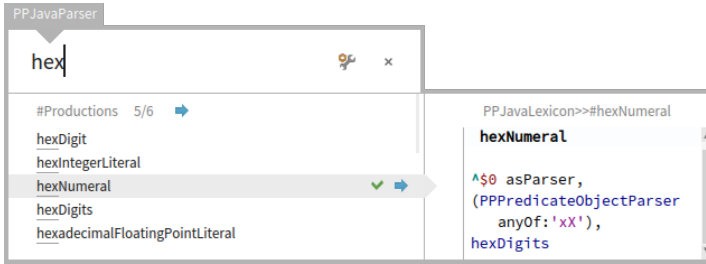 PPJavaParser
hex
#Productions 5/6
hexDigit
hexIntegerLiteral
hexNumeral
hexDigits
hexadecimalFloatingPointLiteral
PPJavaLexicon>>#hexNumeral
hexNumeral
^$0 asParser,
(PPPredicateObjectParser
anyOf:'xX'),
hexDigits